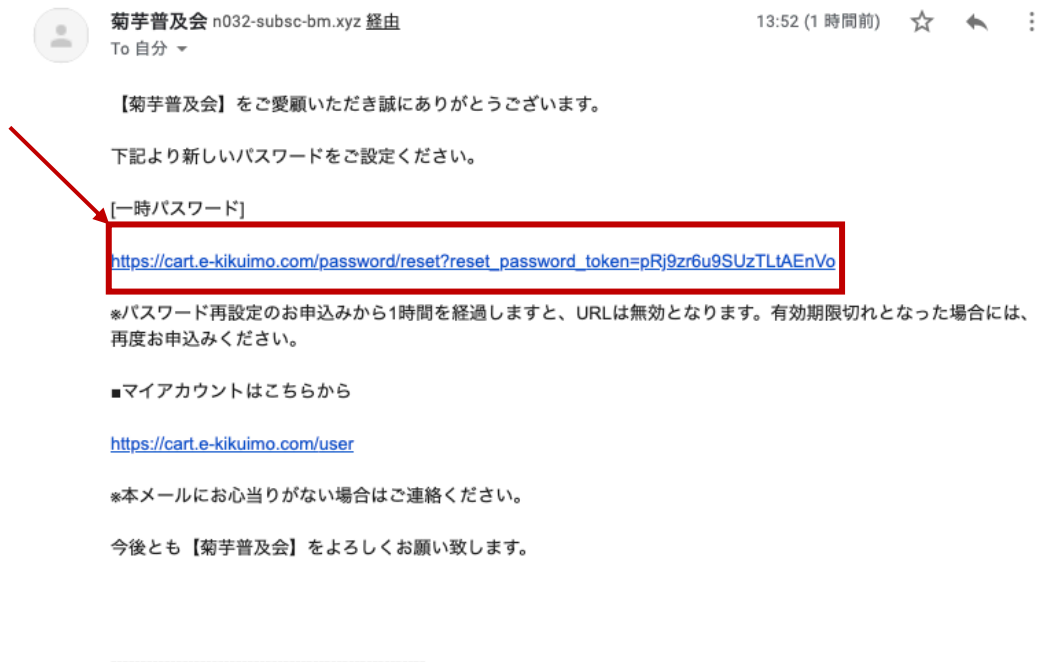 菊芋普及会 n032-subsc-bm.xyz 経由
13:52 (1 時間前)
To 自分
【菊芋普及会】をご愛顧いただき誠にありがとうございます。
下記より新しいパスワードをご設定ください。
[一時パスワード]
https://cart.e-kikuimo.com/password/reset?reset_password_token=pRj9zr6u9SUzTLtAEnVo
※パスワード再設定のお申込みから1時間を経過しますと、URLは無効となります。有効期限切れとなった場合には、
再度お申込みください。
■マイアカウントはこちらから
https://cart.e-kikuimo.com/user
※本メールにお心当りがない場合はご連絡ください。
今後とも【菊芋普及会】をよろしくお願い致します。